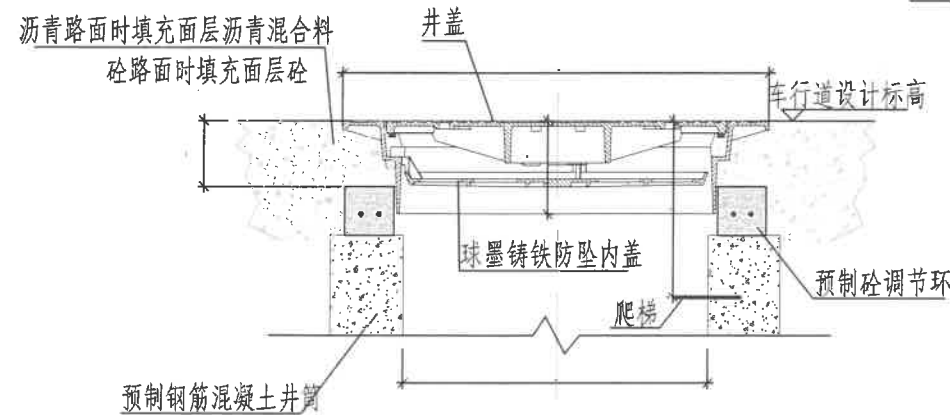 沥青路面时填充面层沥青混合料
砼路面时填充面层砼
井盖
车行道设计标高
球墨铸铁防坠内盖
预制砼调节环
爬梯
预制钢筋混凝土井筒